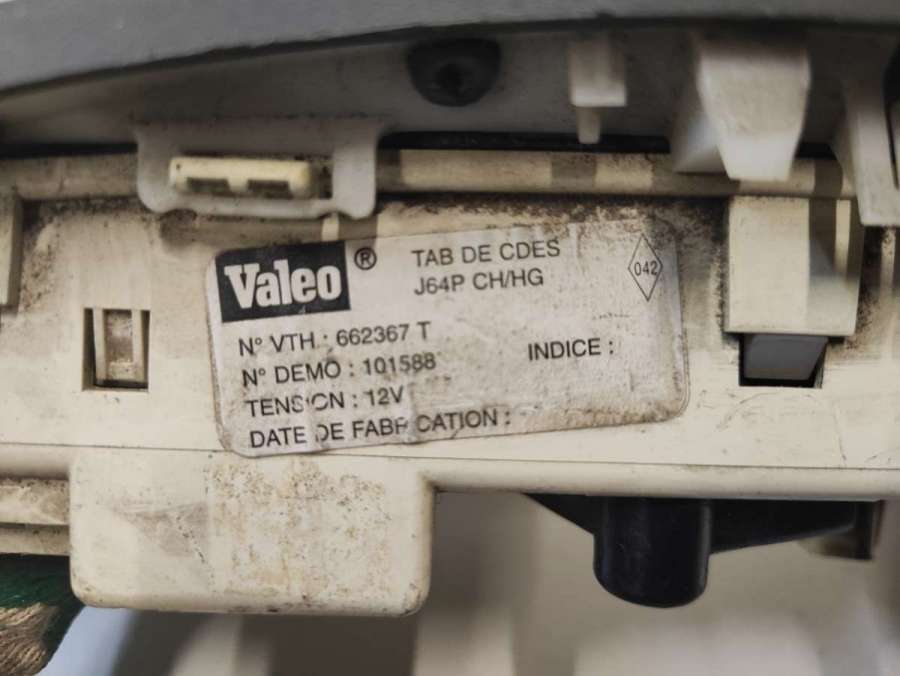 Valeo ® TAB DE CDES
J64P CH/HG
042
N° VTH : 662367 T
N° DEMO : 101588
INDICE :
TENSION : 12V
DATE DE FABRICATION :